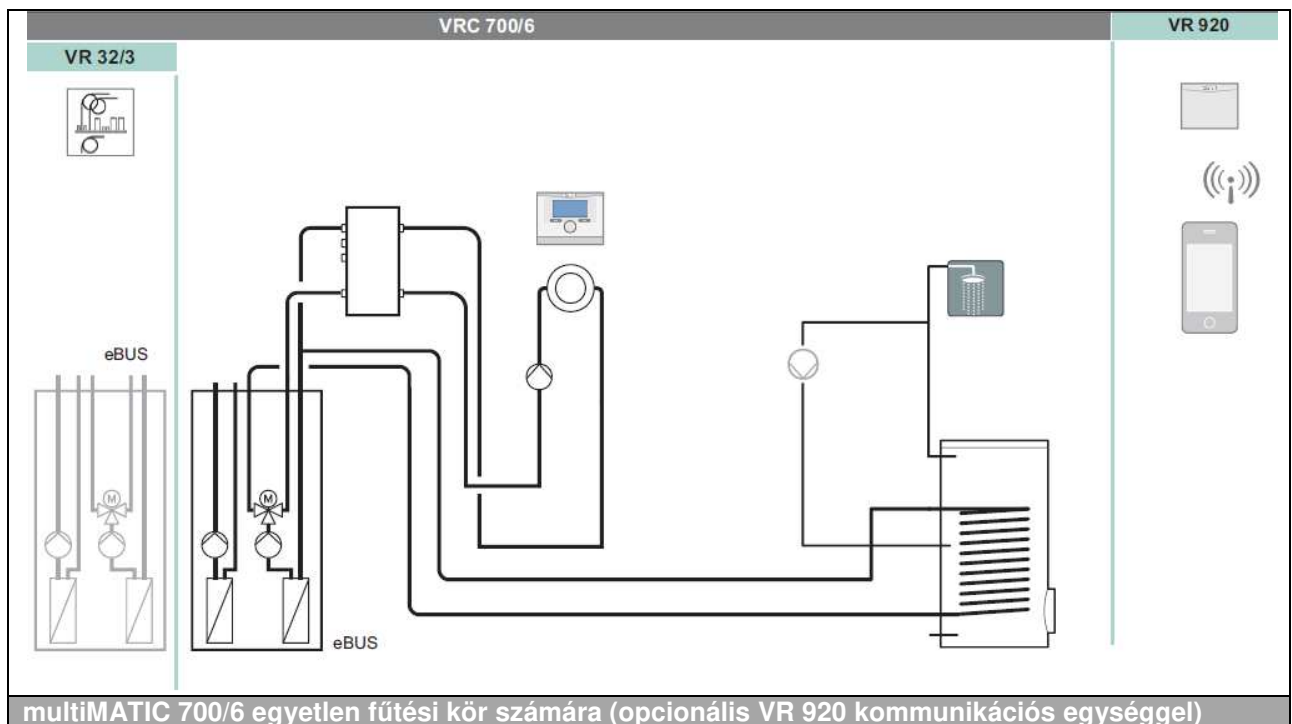 VRC 700/6
VR 920
VR 32/3
eBUS
M
M
eBUS
multiMATIC 700/6 egyetlen fűtési kör számára (opcionális VR 920 kommunikációs egységgel)